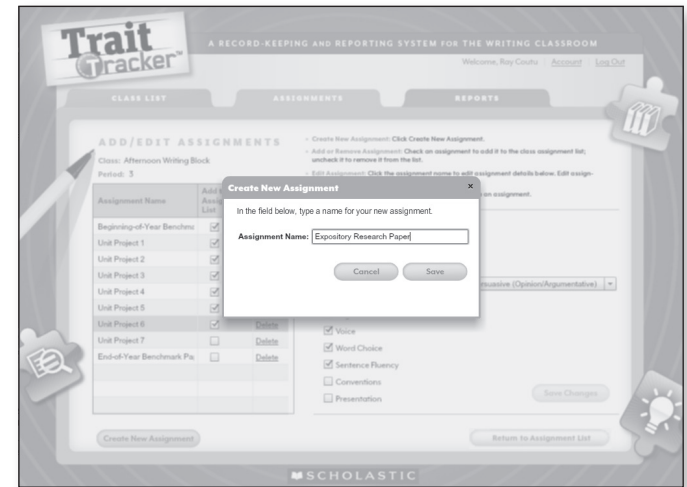 Trait
Tracker™
A RECORD-KEEPING AND REPORTING SYSTEM FOR THE WRITING CLASSROOM
Welcome, Ray Coutu | Account | Log Out
CLASS LIST
ASSIGNMENTS
REPORTS
ADD/EDIT ASSIGNMENTS
Class: Afternoon Writing Block
Period: 3
• Create New Assignment: Click Create New Assignment.
• Add or Remove Assignment: Check an assignment to add it to the class assignment list;
uncheck it to remove it from the list.
• Edit Assignment: Click the assignment name to edit assignment details below. Edit assign-
an assignment.
Create New Assignment ×
In the field below, type a name for your new assignment.
Assignment Name: Expository Research Paper
Cancel Save
Assignment Name
Add
Assig
List
Beginning-of-Year Benchm
Unit Project 1
Unit Project 2
Unit Project 3
Unit Project 4
Unit Project 5
Unit Project 6 Delete
Unit Project 7 Delete
End-of-Year Benchmark Pa Delete
rsuasive (Opinion/Argumentative)
Voice
Word Choice
Sentence Fluency
Conventions
Presentation
Save Changes
Create New Assignment
Return to Assignment List
SCHOLASTIC